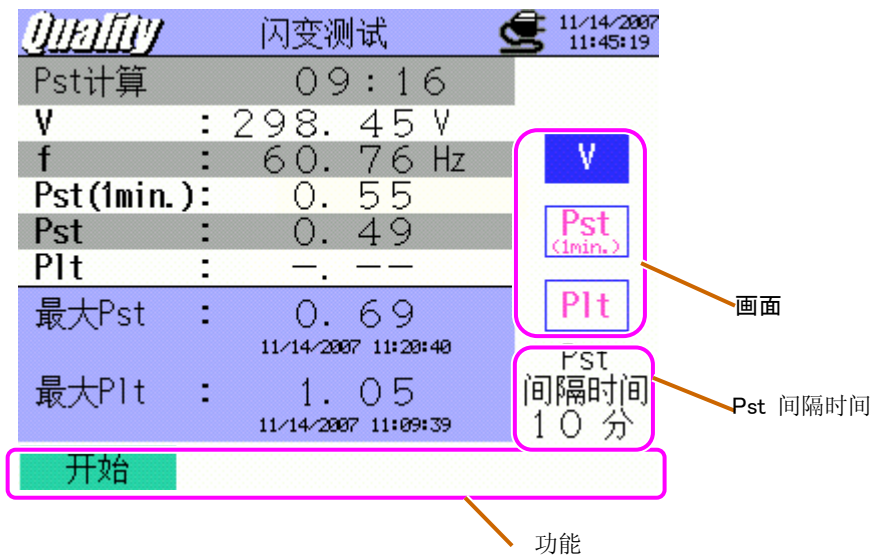 Quality 闪变测试 11/14/2007
11:45:19
Pst计算 09:16
V : 298.45 V
f : 60.76 Hz
Pst(1min.): 0.55
Pst : 0.49
Plt : -.--
最大Pst : 0.69
11/14/2007 11:20:40
最大Plt : 1.05
11/14/2007 11:09:39
V
Pst
(1min.)
Plt
Pst
间隔时间
10 分
开始
画面
Pst 间隔时间
功能